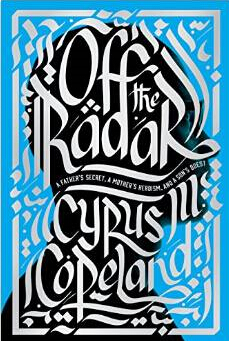 Off
the
Radar
A FATHER'S SECRET, A MOTHER'S HEROISM, AND A SON'S QUEST
CYRUS M.
Copeland